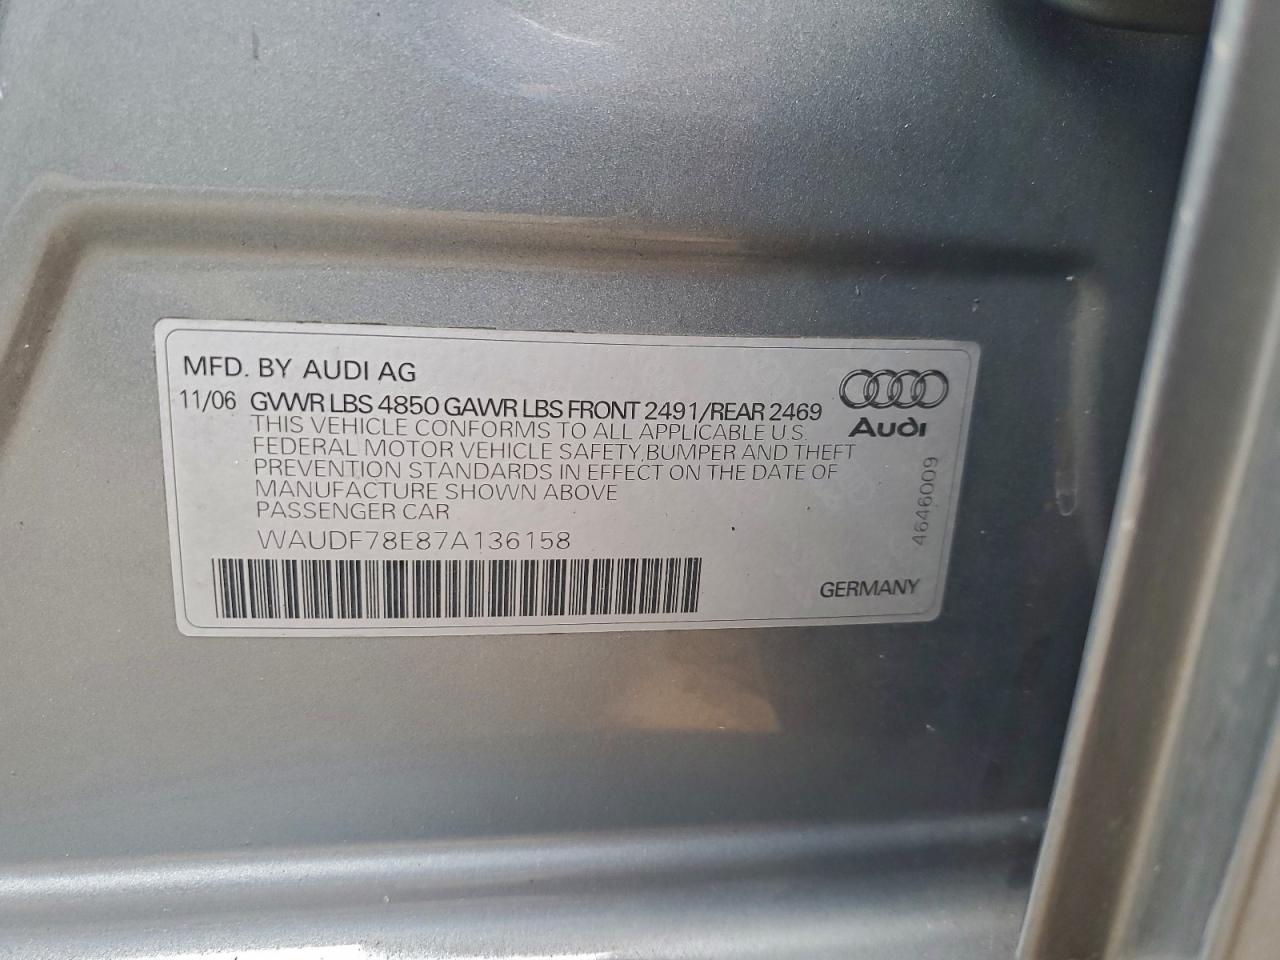 MFD. BY AUDI AG
11/06 GVWR LBS 4850 GAWR LBS FRONT 2491/REAR 2469
THIS VEHICLE CONFORMS TO ALL APPLICABLE U.S.
FEDERAL MOTOR VEHICLE SAFETY,BUMPER AND THEFT
PREVENTION STANDARDS IN EFFECT ON THE DATE OF
MANUFACTURE SHOWN ABOVE
PASSENGER CAR
WAUDF78E87A136158
Audi
4646009
GERMANY